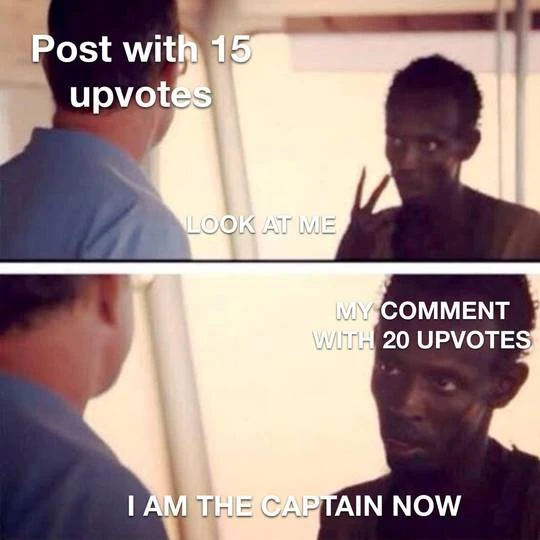 Post with 15
upvotes
LOOK AT ME
MY COMMENT
WITH 20 UPVOTES
I AM THE CAPTAIN NOW